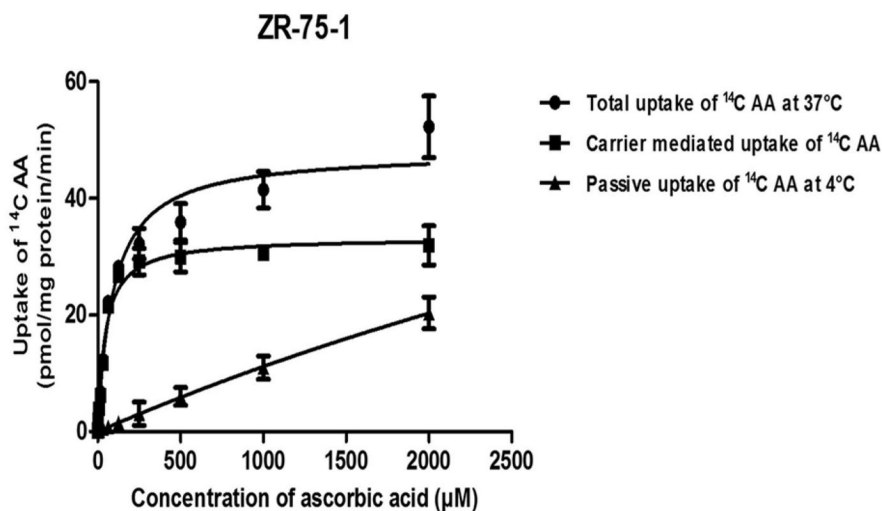 ZR-75-1
60
40
20
0
Uptake of ¹⁴C AA
(pmol/mg protein/min)
0 500 1000 1500 2000 2500
Concentration of ascorbic acid (µM)
Total uptake of ¹⁴C AA at 37°C
Carrier mediated uptake of ¹⁴C AA
Passive uptake of ¹⁴C AA at 4°C